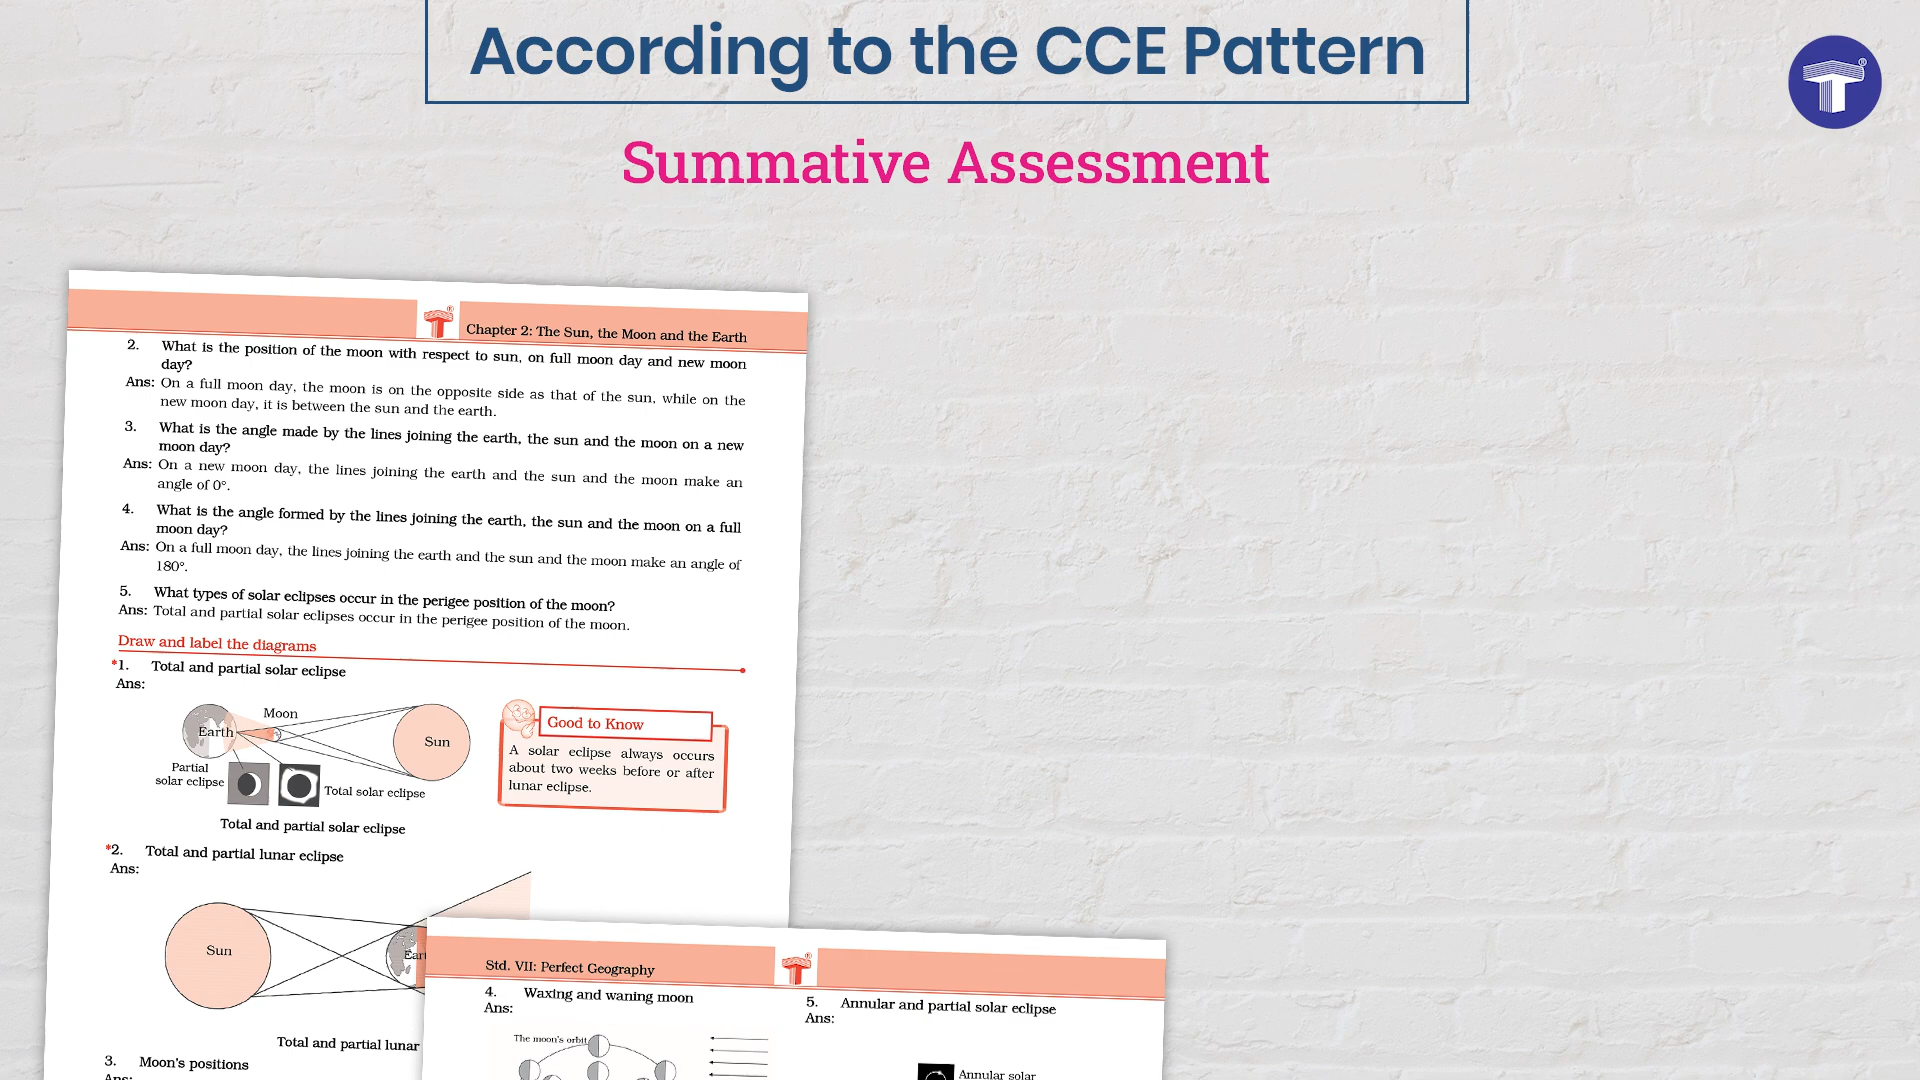 According to the CCE Pattern
Summative Assessment
Chapter 2: The Sun, the Moon and the Earth
2. What is the position of the moon with respect to sun, on full moon day and new moon
day?
Ans: On a full moon day, the moon is on the opposite side as that of the sun, while on the
new moon day, it is between the sun and the earth.
3. What is the angle made by the lines joining the earth, the sun and the moon on a new
moon day?
Ans: On a new moon day, the lines joining the earth and the sun and the moon make an
angle of 0°.
4. What is the angle formed by the lines joining the earth, the sun and the moon on a full
moon day?
Ans: On a full moon day, the lines joining the earth and the sun and the moon make an angle of
180°.
5. What types of solar eclipses occur in the perigee position of the moon?
Ans: Total and partial solar eclipses occur in the perigee position of the moon.
Draw and label the diagrams
*1. Total and partial solar eclipse
Ans:
Moon
Earth
Sun
Partial
solar eclipse
Total solar eclipse
Total and partial solar eclipse
Good to Know
A solar eclipse always occurs
about two weeks before or after
lunar eclipse.
*2. Total and partial lunar eclipse
Ans:
Sun
Total and partial lunar
3. Moon's positions
Ans:
Std. VII: Perfect Geography
4. Waxing and waning moon
Ans:
The moon's orbit
5. Annular and partial solar eclipse
Ans:
Annular solar